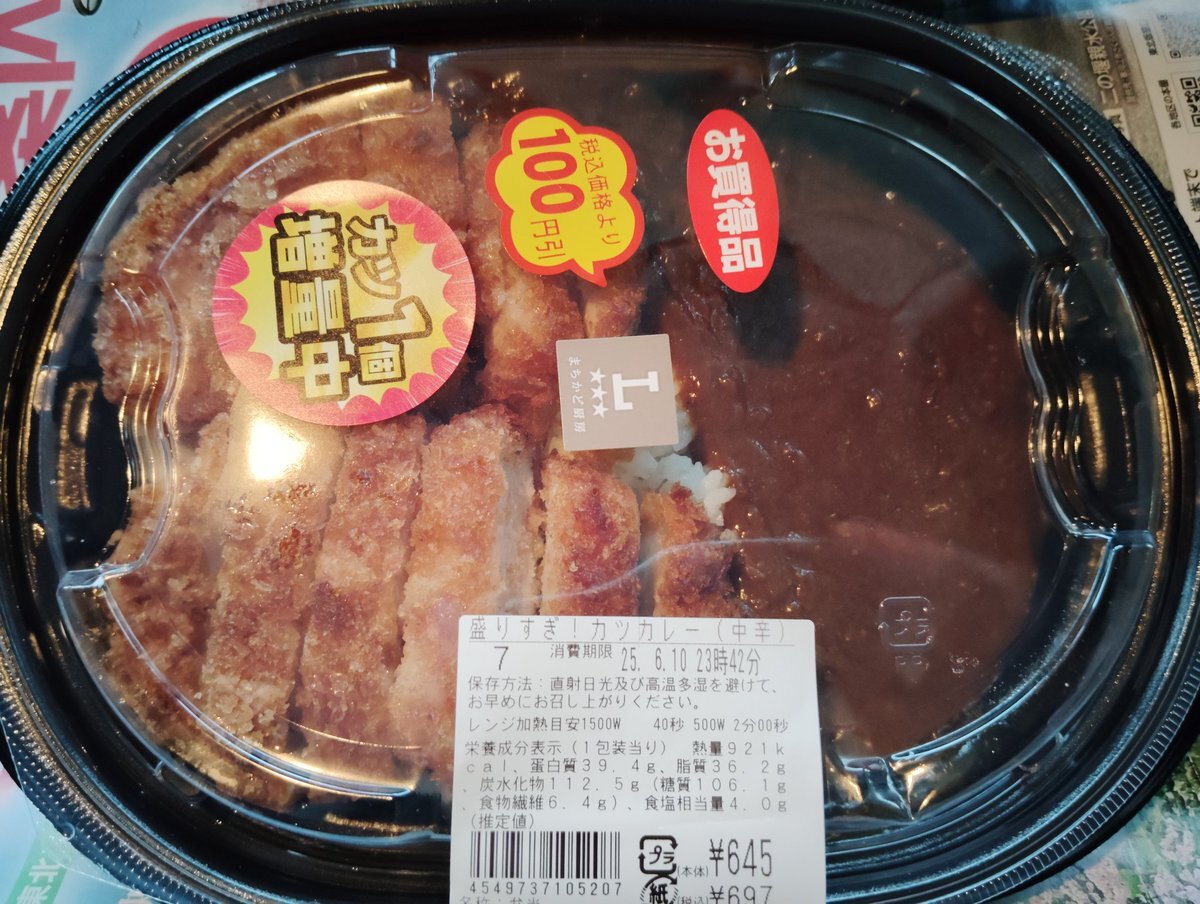 お買得品
税込価格より
100
円引
カツ1個
増量中
L
まちかど厨房
盛りすぎ!カツカレー(中辛)
7 消費期限 25. 6.10 23時42分
保存方法:直射日光及び高温多湿を避けて、
お早めにお召し上がりください。
レンジ加熱目安1500W 40秒 500W 2分00秒
栄養成分表示(1包装当り) 熱量921k
cal、蛋白質39.4g、脂質36.2g
、炭水化物112.5g(糖質106.1g
、食物繊維6.4g)、食塩相当量4.0g
(推定値)
プラ
(本体) ¥645
4549737105207
紙
(税込) ¥697
名称:弁当
プラ